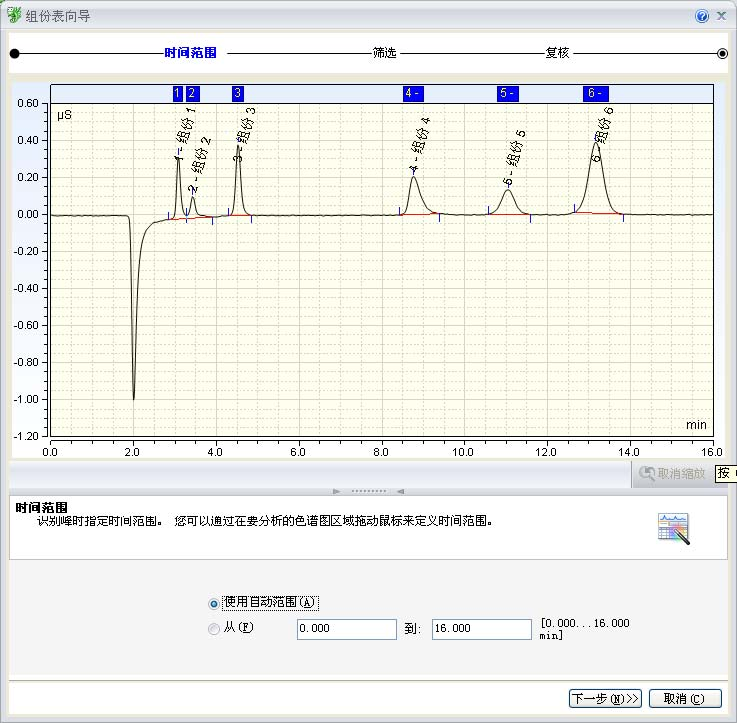 组份表向导
时间范围 筛选 复核
1 2 3 4 - 5 - 6 -
µS
1 - 组份 1
2 - 组份 2
3 - 组份 3
4 - 组份 4
5 - 组份 5
6 - 组份 6
0.60
0.40
0.20
0.00
-0.20
-0.40
-0.60
-0.80
-1.00
-1.20
min
0.0 2.0 4.0 6.0 8.0 10.0 12.0 14.0 16.0
取消缩放
按
时间范围
识别峰时指定时间范围。 您可以通过在要分析的色谱图区域拖动鼠标来定义时间范围。
使用自动范围(A)
从(F) 0.000 到: 16.000 [0.000...16.000
min]
下一步(N)>> 取消(C)